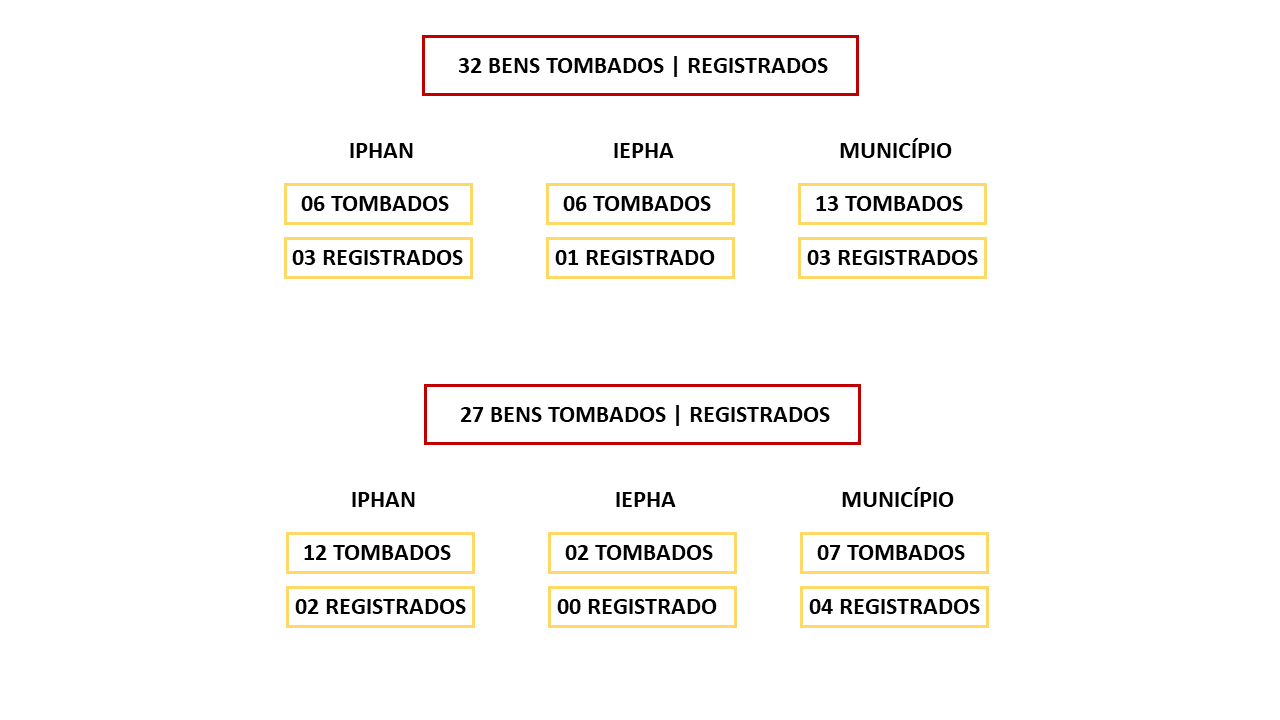 32 BENS TOMBADOS | REGISTRADOS
IPHAN IEPHA MUNICÍPIO
06 TOMBADOS 06 TOMBADOS 13 TOMBADOS
03 REGISTRADOS 01 REGISTRADO 03 REGISTRADOS
27 BENS TOMBADOS | REGISTRADOS
IPHAN IEPHA MUNICÍPIO
12 TOMBADOS 02 TOMBADOS 07 TOMBADOS
02 REGISTRADOS 00 REGISTRADO 04 REGISTRADOS